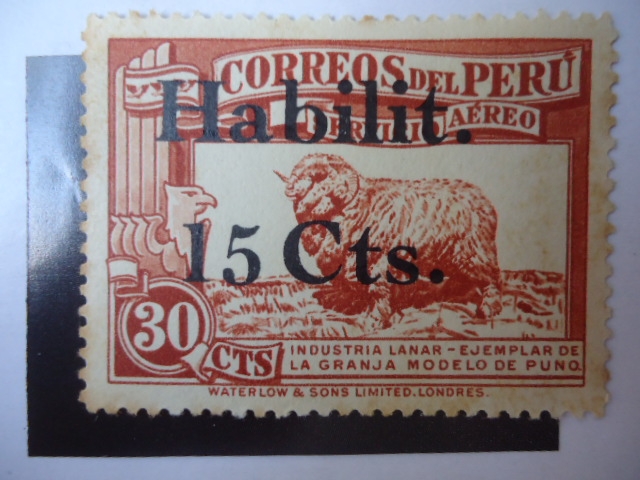 CORREOS DEL PERÚ
SERVICIO AÉREO
Habilit.
15 Cts.
30 CTS
INDUSTRIA LANAR - EJEMPLAR DE
LA GRANJA MODELO DE PUNO.
WATERLOW & SONS LIMITED, LONDRES.